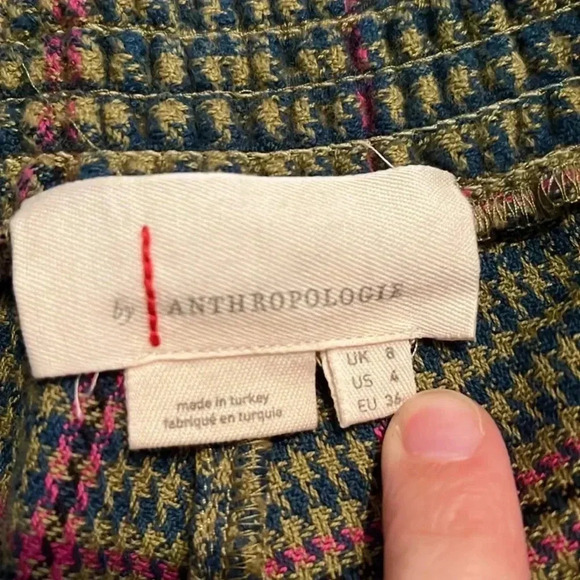 by ANTHROPOLOGIE
made in turkey
fabriqué en turquie
UK 8
US 4
EU 36